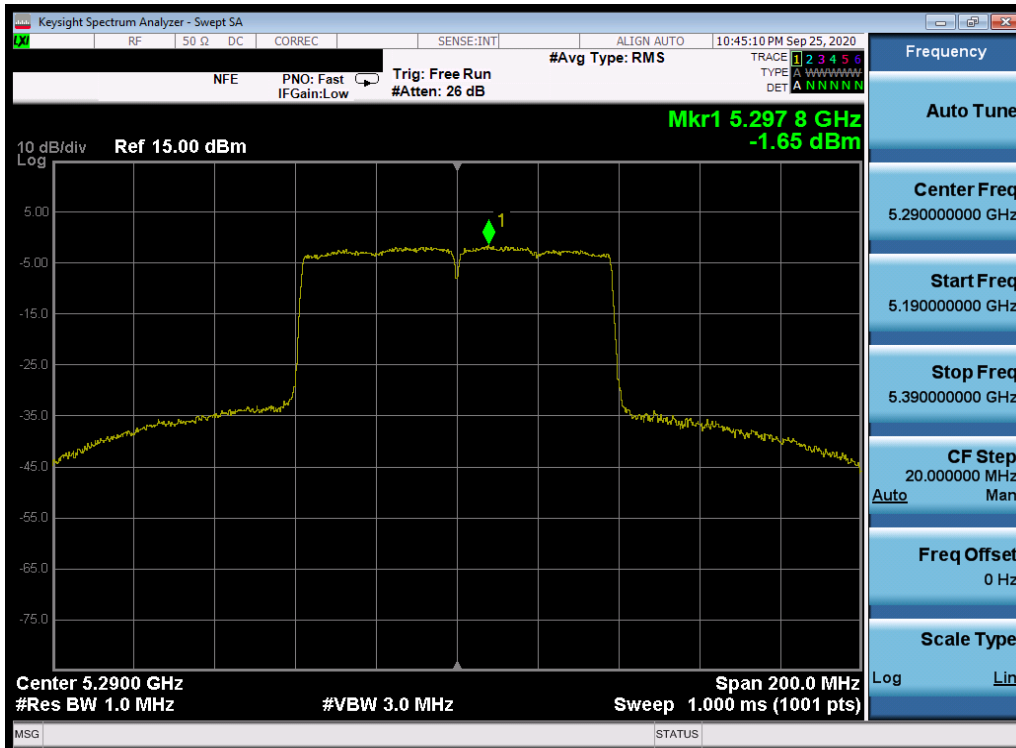 Keysight Spectrum Analyzer - Swept SA
LXI RF 50 Ω DC CORREC SENSE:INT ALIGN AUTO 10:45:10 PM Sep 25, 2020
NFE PNO: Fast IFGain:Low Trig: Free Run #Atten: 26 dB #Avg Type: RMS
TRACE 1 2 3 4 5 6
TYPE A WWWWW
DET A N N N N N
Mkr1 5.297 8 GHz
-1.65 dBm
10 dB/div Ref 15.00 dBm
Log
1
5.00
-5.00
-15.0
-25.0
-35.0
-45.0
-55.0
-65.0
-75.0
Center 5.2900 GHz Span 200.0 MHz
#Res BW 1.0 MHz #VBW 3.0 MHz Sweep 1.000 ms (1001 pts)
MSG STATUS
Frequency
Auto Tune
Center Freq
5.290000000 GHz
Start Freq
5.190000000 GHz
Stop Freq
5.390000000 GHz
CF Step
20.000000 MHz
Auto Man
Freq Offset
0 Hz
Scale Type
Log Lin